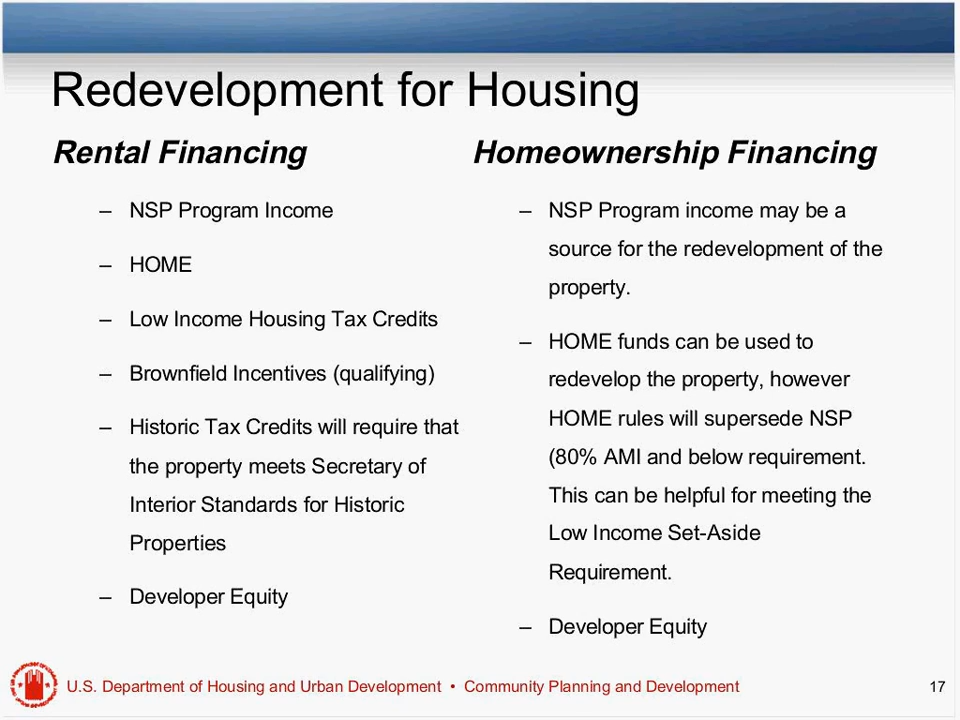 Redevelopment for Housing
Rental Financing
– NSP Program Income
– HOME
– Low Income Housing Tax Credits
– Brownfield Incentives (qualifying)
– Historic Tax Credits will require that
the property meets Secretary of
Interior Standards for Historic
Properties
– Developer Equity
Homeownership Financing
– NSP Program income may be a
source for the redevelopment of the
property.
– HOME funds can be used to
redevelop the property, however
HOME rules will supersede NSP
(80% AMI and below requirement.
This can be helpful for meeting the
Low Income Set-Aside
Requirement.
– Developer Equity
U.S. Department of Housing and Urban Development • Community Planning and Development
17